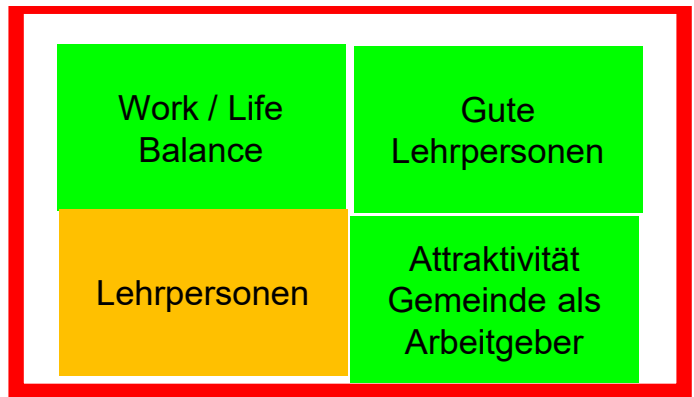 Work / Life
Balance
Gute
Lehrpersonen
Lehrpersonen
Attraktivität
Gemeinde als
Arbeitgeber